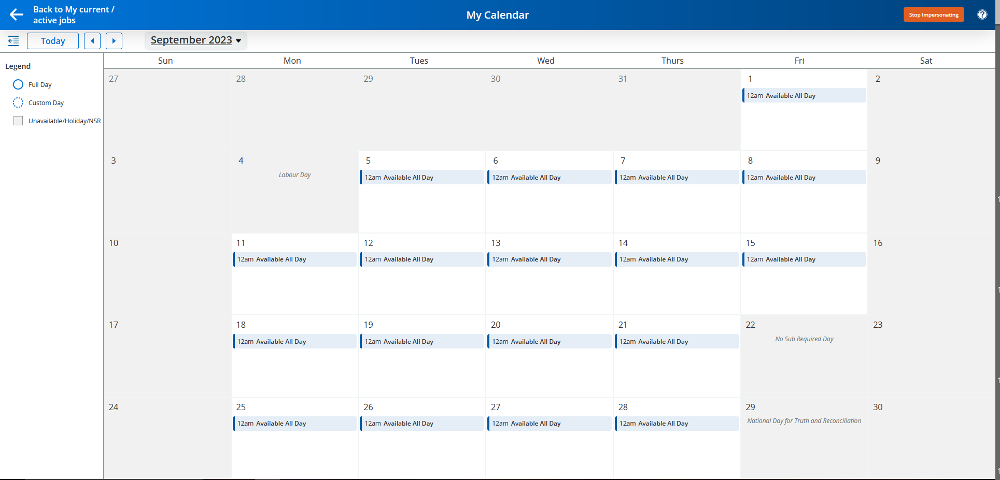 Back to My current /
active jobs
My Calendar
Stop Impersonating
?
Today
September 2023
Legend
Full Day
Custom Day
Unavailable/Holiday/NSR
Sun Mon Tues Wed Thurs Fri Sat
27 28 29 30 31 1 2
12am Available All Day
3 4 5 6 7 8 9
Labour Day
12am Available All Day 12am Available All Day 12am Available All Day 12am Available All Day
10 11 12 13 14 15 16
12am Available All Day 12am Available All Day 12am Available All Day 12am Available All Day 12am Available All Day
17 18 19 20 21 22 23
No Sub Required Day
12am Available All Day 12am Available All Day 12am Available All Day 12am Available All Day
24 25 26 27 28 29 30
National Day for Truth and Reconciliation
12am Available All Day 12am Available All Day 12am Available All Day 12am Available All Day